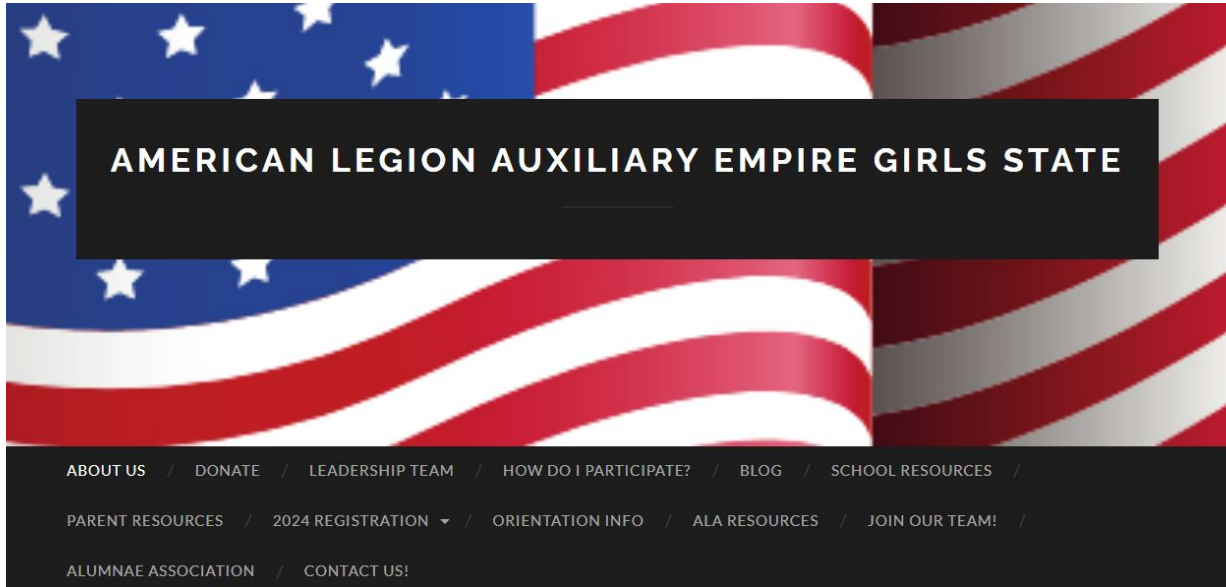 AMERICAN LEGION AUXILIARY EMPIRE GIRLS STATE
ABOUT US / DONATE / LEADERSHIP TEAM / HOW DO I PARTICIPATE? / BLOG / SCHOOL RESOURCES /
PARENT RESOURCES / 2024 REGISTRATION / ORIENTATION INFO / ALA RESOURCES / JOIN OUR TEAM! /
ALUMNAE ASSOCIATION / CONTACT US!